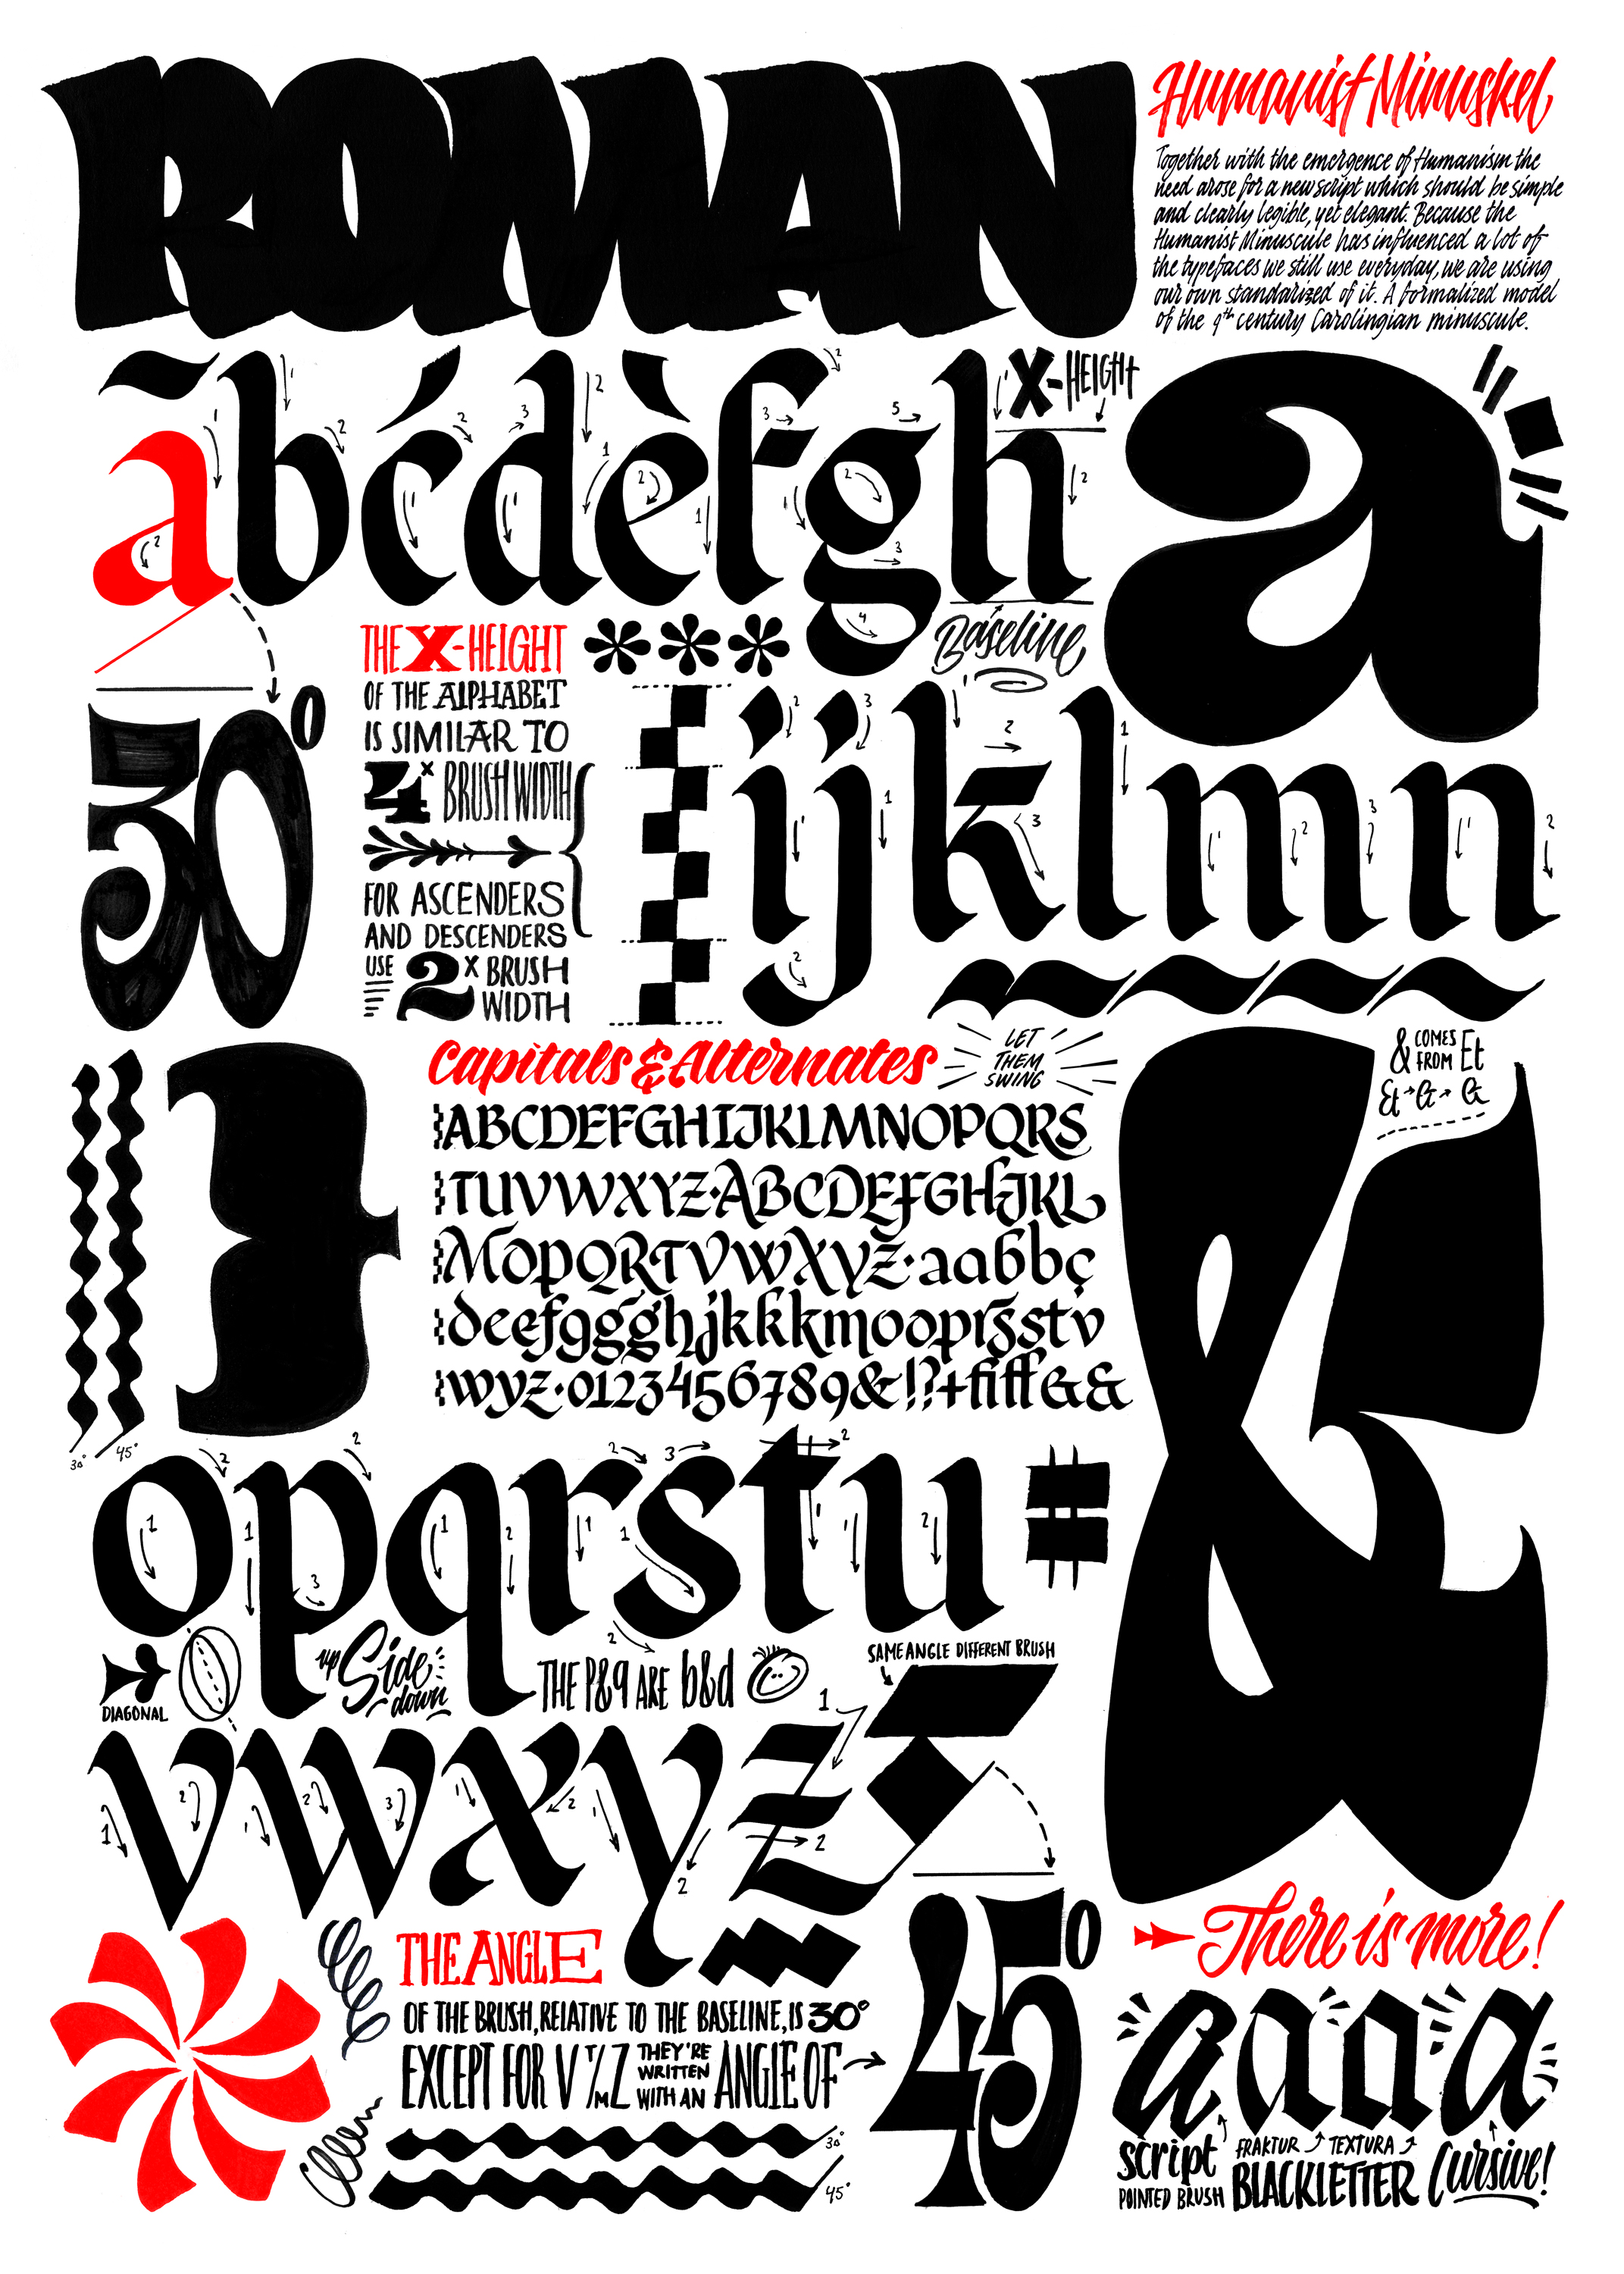 ROMAN
Humanist Minuskel
Together with the emergence of Humanism the
need arose for a new script which should be simple
and clearly legible, yet elegant. Because the
Humanist Minuscule has influenced a lot of
the typefaces we still use everyday, we are using
our own standarized of it. A formalized model
of the 9th century Carolingian minuscule.
ãbćdèfgh
X-HEIGHT
a
Baseline
30°
THE X-HEIGHT
OF THE ALPHABET
IS SIMILAR TO
4x BRUSH WIDTH
FOR ASCENDERS
AND DESCENDERS
USE 2x BRUSH
WIDTH
ijklmn
Capitals & Alternates
LET
THEM
SWING
ABCDEFGHIJKLMNOPQRS
TUVWXYZ·ABCDEFGHJKL
MOPQRTVWXYZ·aabbç
deefggghjkkkmooprßstv
wyz·0123456789&!?+fiff&&
}
30° 45°
&
& COMES
FROM Et
Et → & → &
opqrstu
#
DIAGONAL
up Side down
THE P&q ARE b&d
SAME ANGLE DIFFERENT BRUSH
vwxyz
THE ANGLE
OF THE BRUSH, RELATIVE TO THE BASELINE, IS 30°
EXCEPT FOR V T/M Z THEY'RE WRITTEN WITH AN ANGLE OF
45°
30°
45°
There is more!
a a a a
script
POINTED BRUSH
FRAKTUR TEXTURA
BLACKLETTER
Cursive!